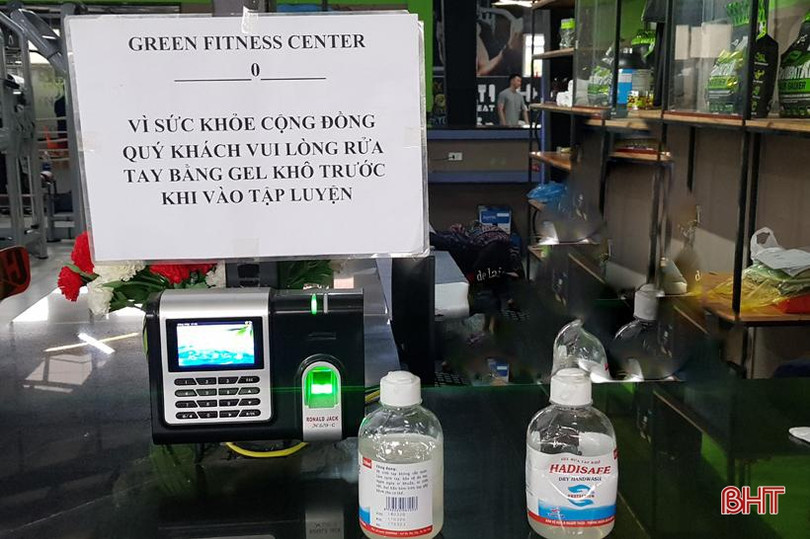 GREEN FITNESS CENTER
0
VÌ SỨC KHỎE CỘNG ĐỒNG
QUÝ KHÁCH VUI LÒNG RỬA
TAY BẰNG GEL KHÔ TRƯỚC
KHI VÀO TẬP LUYỆN
RONALD JACK
HADISAFE
DRY HANDWASH
BHT